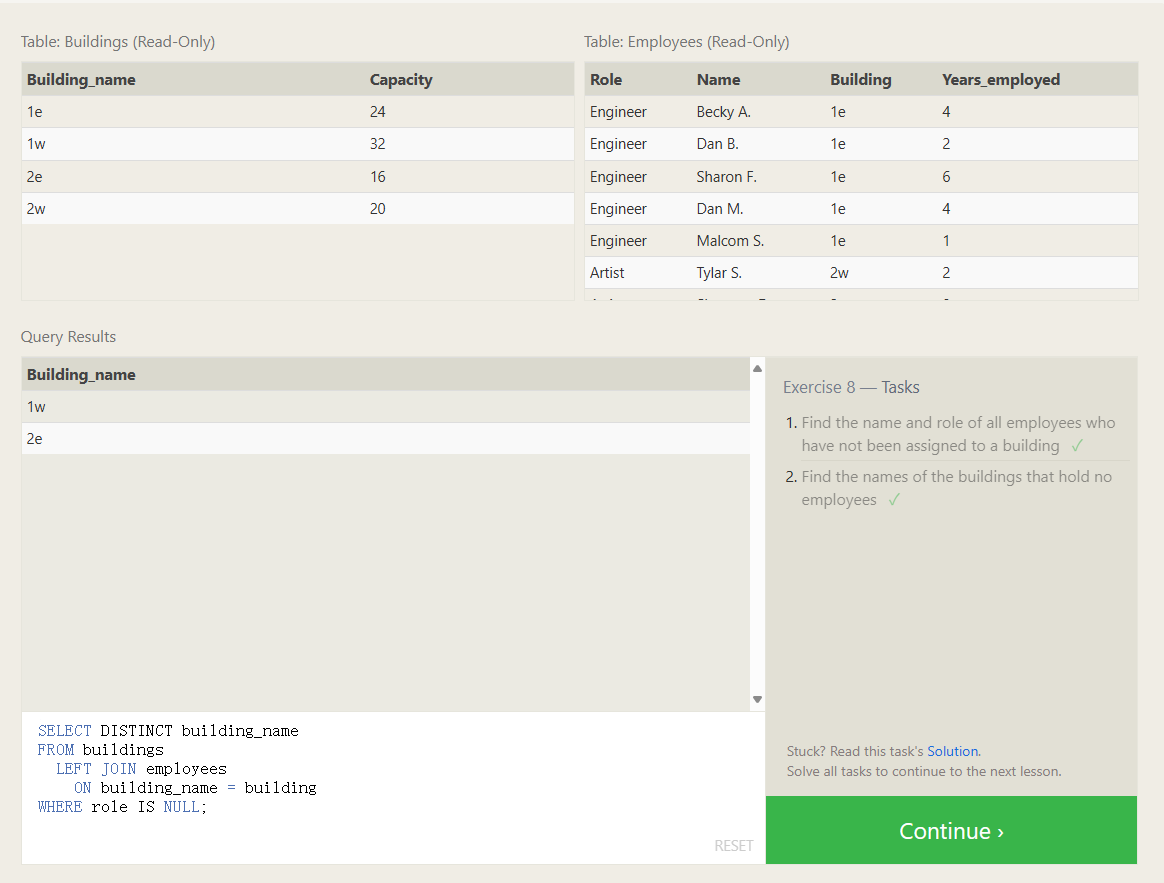 Table: Buildings (Read-Only)
Building_name Capacity
1e 24
1w 32
2e 16
2w 20
Table: Employees (Read-Only)
Role Name Building Years_employed
Engineer Becky A. 1e 4
Engineer Dan B. 1e 2
Engineer Sharon F. 1e 6
Engineer Dan M. 1e 4
Engineer Malcom S. 1e 1
Artist Tylar S. 2w 2
Query Results
Building_name
1w
2e
SELECT DISTINCT building_name
FROM buildings
LEFT JOIN employees
ON building_name = building
WHERE role IS NULL;
RESET
Exercise 8 — Tasks
1. Find the name and role of all employees who
have not been assigned to a building ✓
2. Find the names of the buildings that hold no
employees ✓
Stuck? Read this task's Solution.
Solve all tasks to continue to the next lesson.
Continue ›